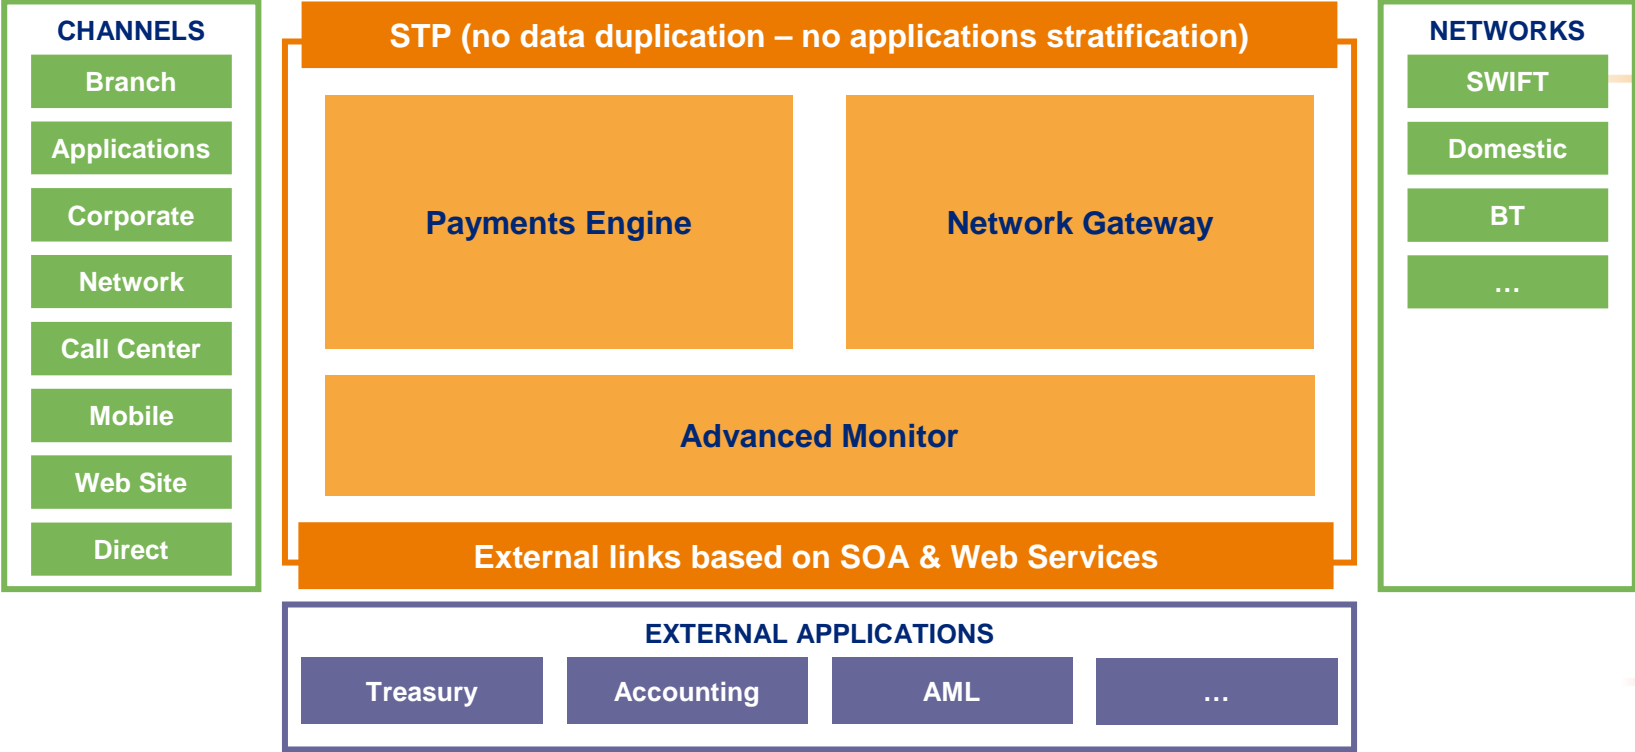 CHANNELS
Branch
Applications
Corporate
Network
Call Center
Mobile
Web Site
Direct
STP (no data duplication – no applications stratification)
Payments Engine
Network Gateway
Advanced Monitor
External links based on SOA & Web Services
NETWORKS
SWIFT
Domestic
BT
…
EXTERNAL APPLICATIONS
Treasury
Accounting
AML
…